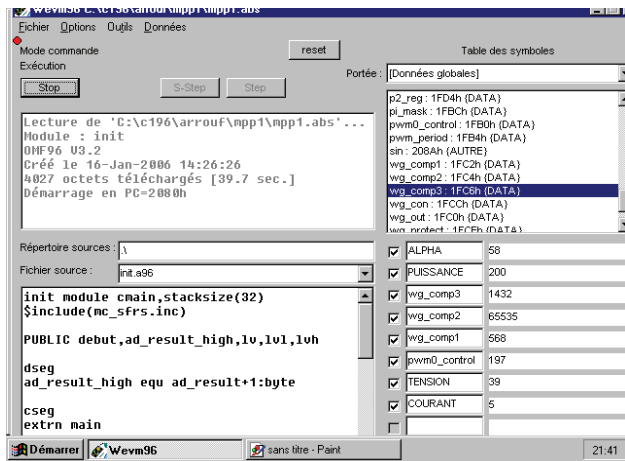 Wevm96 C:\c196\arrouf\mpp1\mpp1.abs
Fichier Options Outils Données
Mode commande
reset
Table des symboles
Exécution
Portée : [Données globales]
Stop S-Step Step
p2_reg : 1FD4h {DATA}
pi_mask : 1FBCh {DATA}
pwm0_control : 1FB0h {DATA}
pwm_period : 1FB4h {DATA}
sin : 208Ah {AUTRE}
wg_comp1 : 1FC2h {DATA}
wg_comp2 : 1FC4h {DATA}
wg_comp3 : 1FC6h {DATA}
wg_con : 1FCCh {DATA}
wg_out : 1FC0h {DATA}
wg_protect : 1FCEh {DATA}
Lecture de 'C:\c196\arrouf\mpp1\mpp1.abs'...
Module : init
OMF96 V3.2
Créé le 16-Jan-2006 14:26:26
4027 octets téléchargés [39.7 sec.]
Démarrage en PC=2080h
Répertoire sources : .\
Fichier source : init.a96
init module cmain,stacksize(32)
$include(mc_sfrs.inc)
PUBLIC debut,ad_result_high,lv,lvl,lvh
dseg
ad_result_high equ ad_result+1:byte
cseg
extrn main
ALPHA 58
PUISSANCE 200
wg_comp3 1432
wg_comp2 65535
wg_comp1 568
pwm0_control 197
TENSION 39
COURANT 5
Démarrer Wevm96 sans titre - Paint 21:41